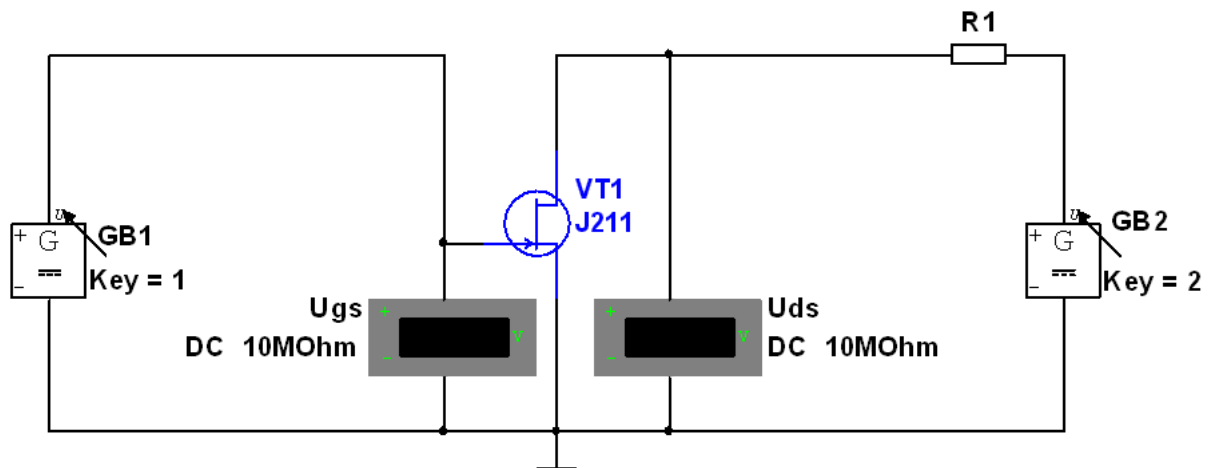 R1
VT1
J211
+ u G - GB1
Key = 1
+ u G - GB2
Key = 2
Ugs
+ - V
DC 10MOhm
Uds
+ - V
DC 10MOhm